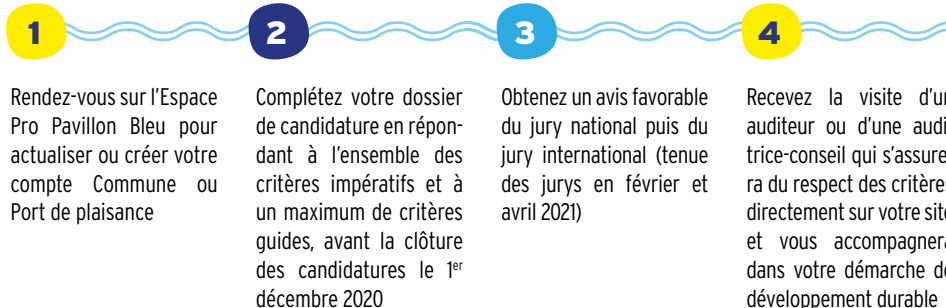 1
2
3
4
Rendez-vous sur l'Espace
Pro Pavillon Bleu pour
actualiser ou créer votre
compte Commune ou
Port de plaisance
Complétez votre dossier
de candidature en répon-
dant à l'ensemble des
critères impératifs et à
un maximum de critères
guides, avant la clôture
des candidatures le 1er
décembre 2020
Obtenez un avis favorable
du jury national puis du
jury international (tenue
des jurys en février et
avril 2021)
Recevez la visite d'un
auditeur ou d'une audi
trice-conseil qui s'assure
ra du respect des critères
directement sur votre site
et vous accompagnera
dans votre démarche de
développement durable